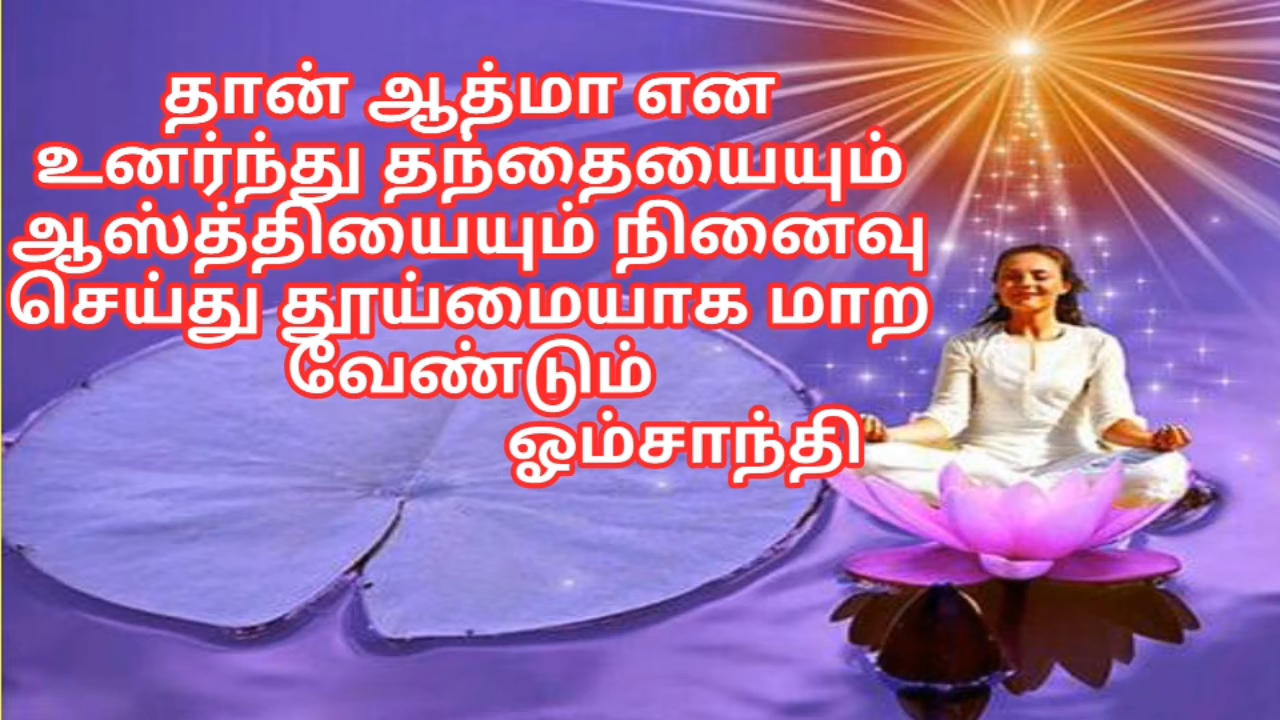 தான் ஆத்மா என
உனர்ந்து தந்தையையும்
ஆஸ்த்தியையும் நினைவு
செய்து தூய்மையாக மாற
வேண்டும்
ஓம்சாந்தி